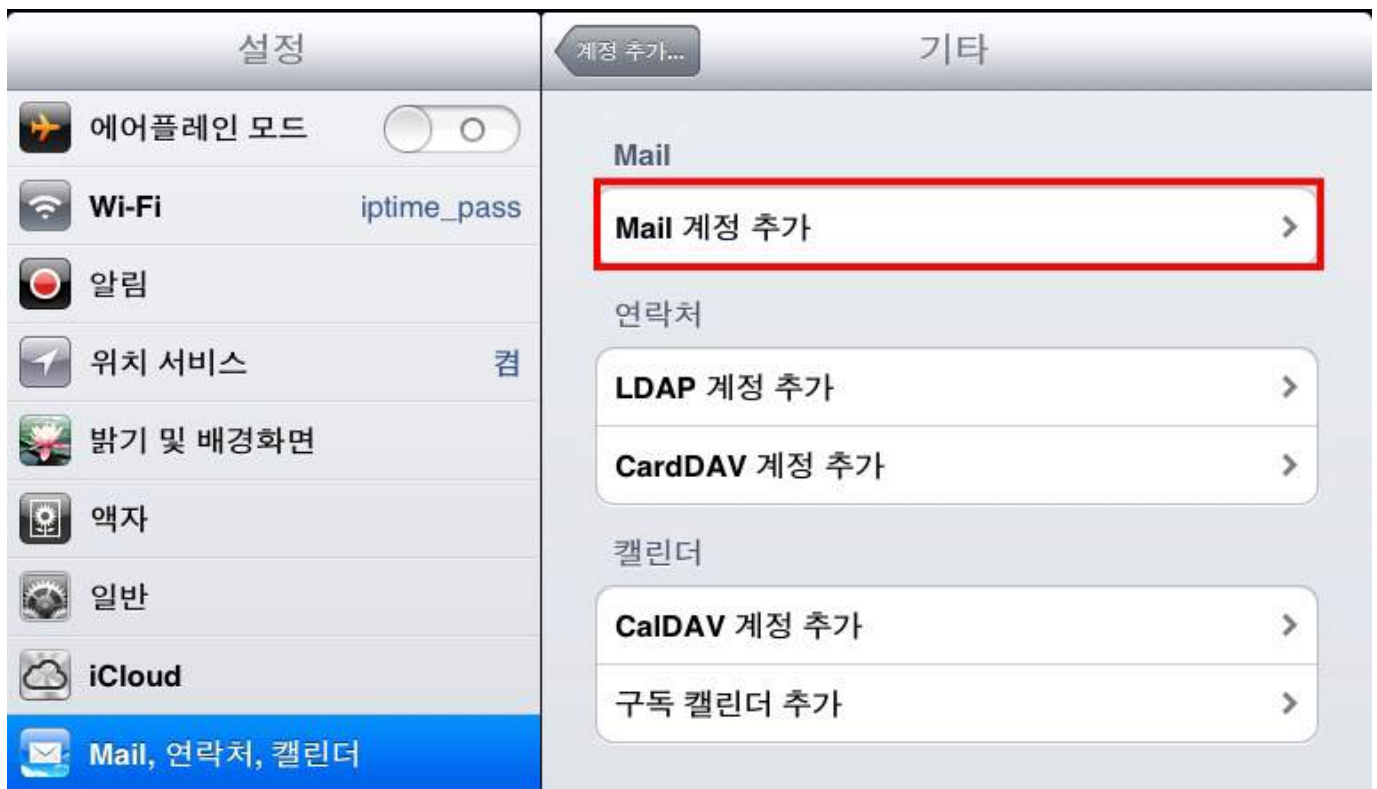 설정
에어플레인 모드
Wi-Fi iptime_pass
알림
위치 서비스 켬
밝기 및 배경화면
액자
일반
iCloud
Mail, 연락처, 캘린더
계정 추가... 기타
Mail
Mail 계정 추가
연락처
LDAP 계정 추가
CardDAV 계정 추가
캘린더
CalDAV 계정 추가
구독 캘린더 추가